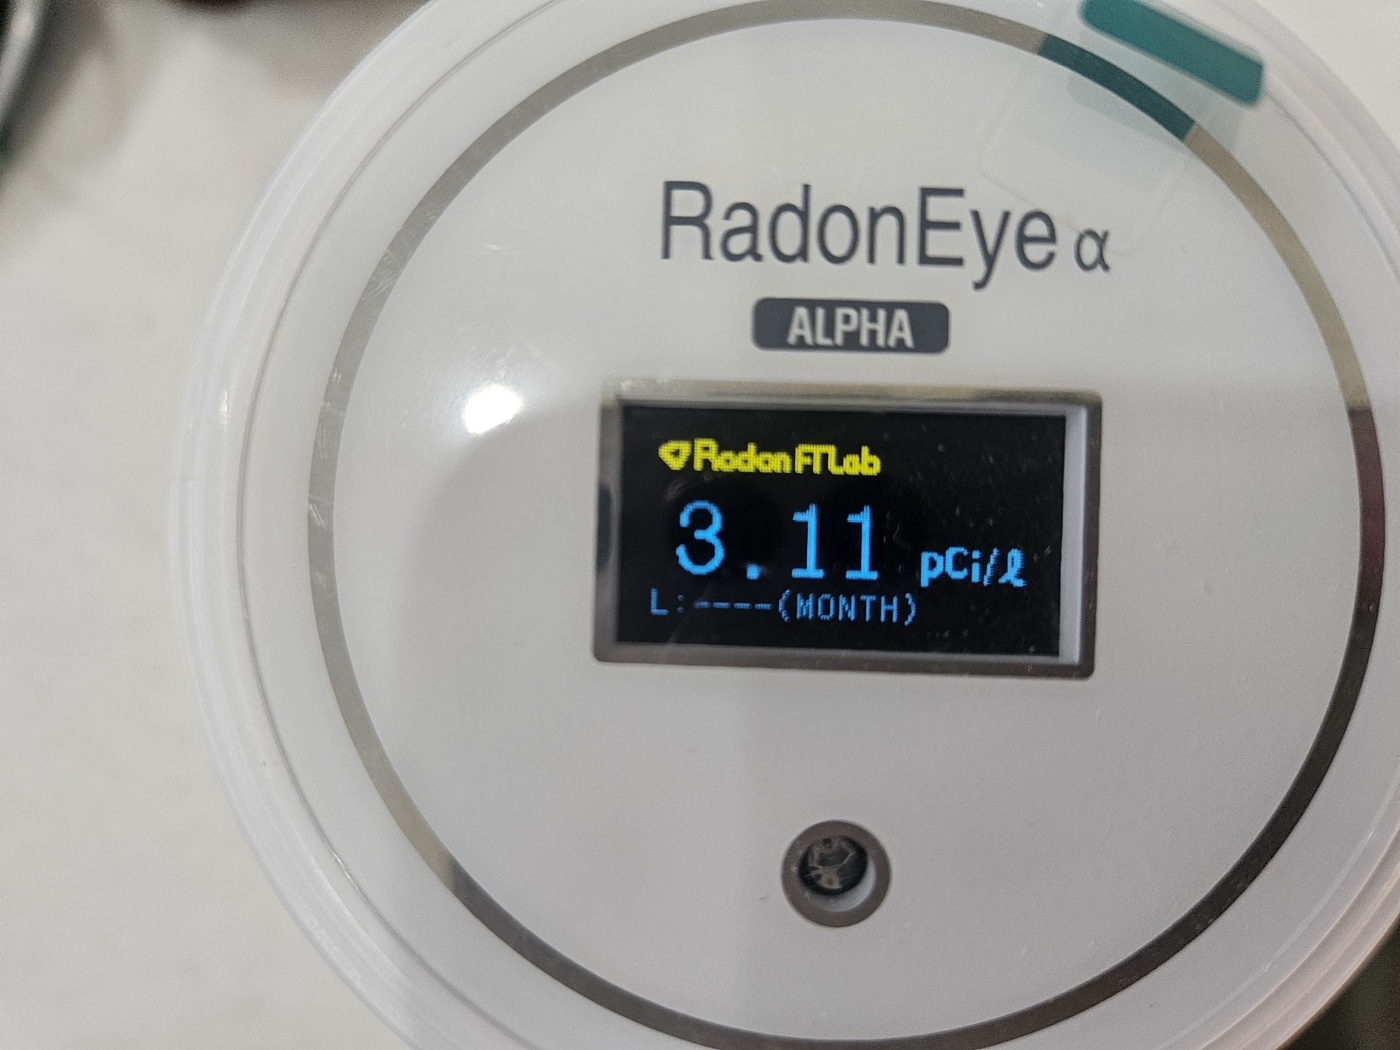 RadonEye α
ALPHA
RadonFTLab
3.11 pCi/ℓ
L:----(MONTH)